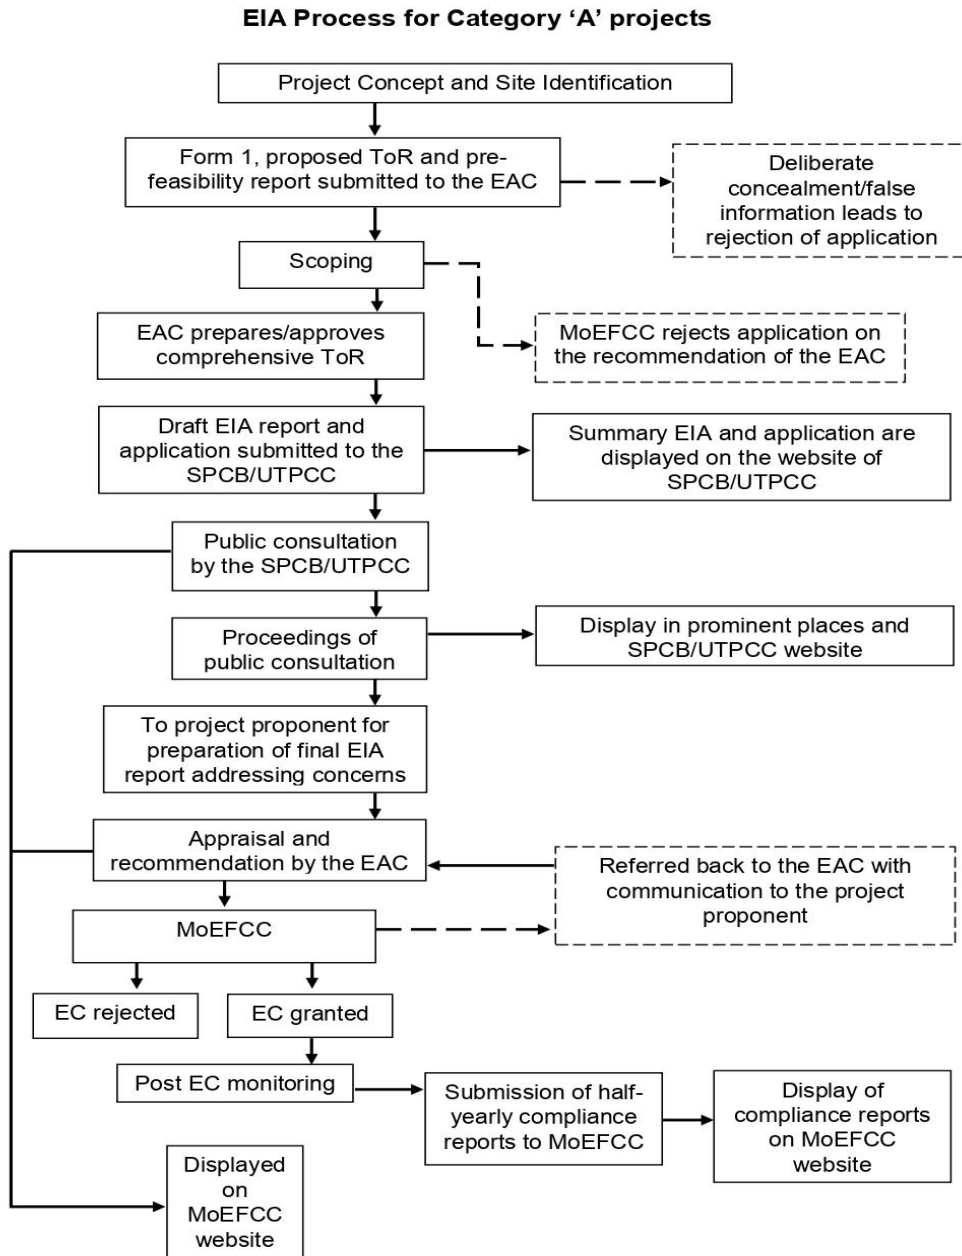 EIA Process for Category ‘A’ projects
Project Concept and Site Identification
Form 1, proposed ToR and pre-
feasibility report submitted to the EAC
Deliberate
concealment/false
information leads to
rejection of application
Scoping
EAC prepares/approves
comprehensive ToR
MoEFCC rejects application on
the recommendation of the EAC
Draft EIA report and
application submitted to the
SPCB/UTPCC
Summary EIA and application are
displayed on the website of
SPCB/UTPCC
Public consultation
by the SPCB/UTPCC
Proceedings of
public consultation
Display in prominent places and
SPCB/UTPCC website
To project proponent for
preparation of final EIA
report addressing concerns
Appraisal and
recommendation by the EAC
Referred back to the EAC with
communication to the project
proponent
MoEFCC
EC rejected
EC granted
Post EC monitoring
Submission of half-
yearly compliance
reports to MoEFCC
Display of
compliance reports
on MoEFCC
website
Displayed
on
MoEFCC
website